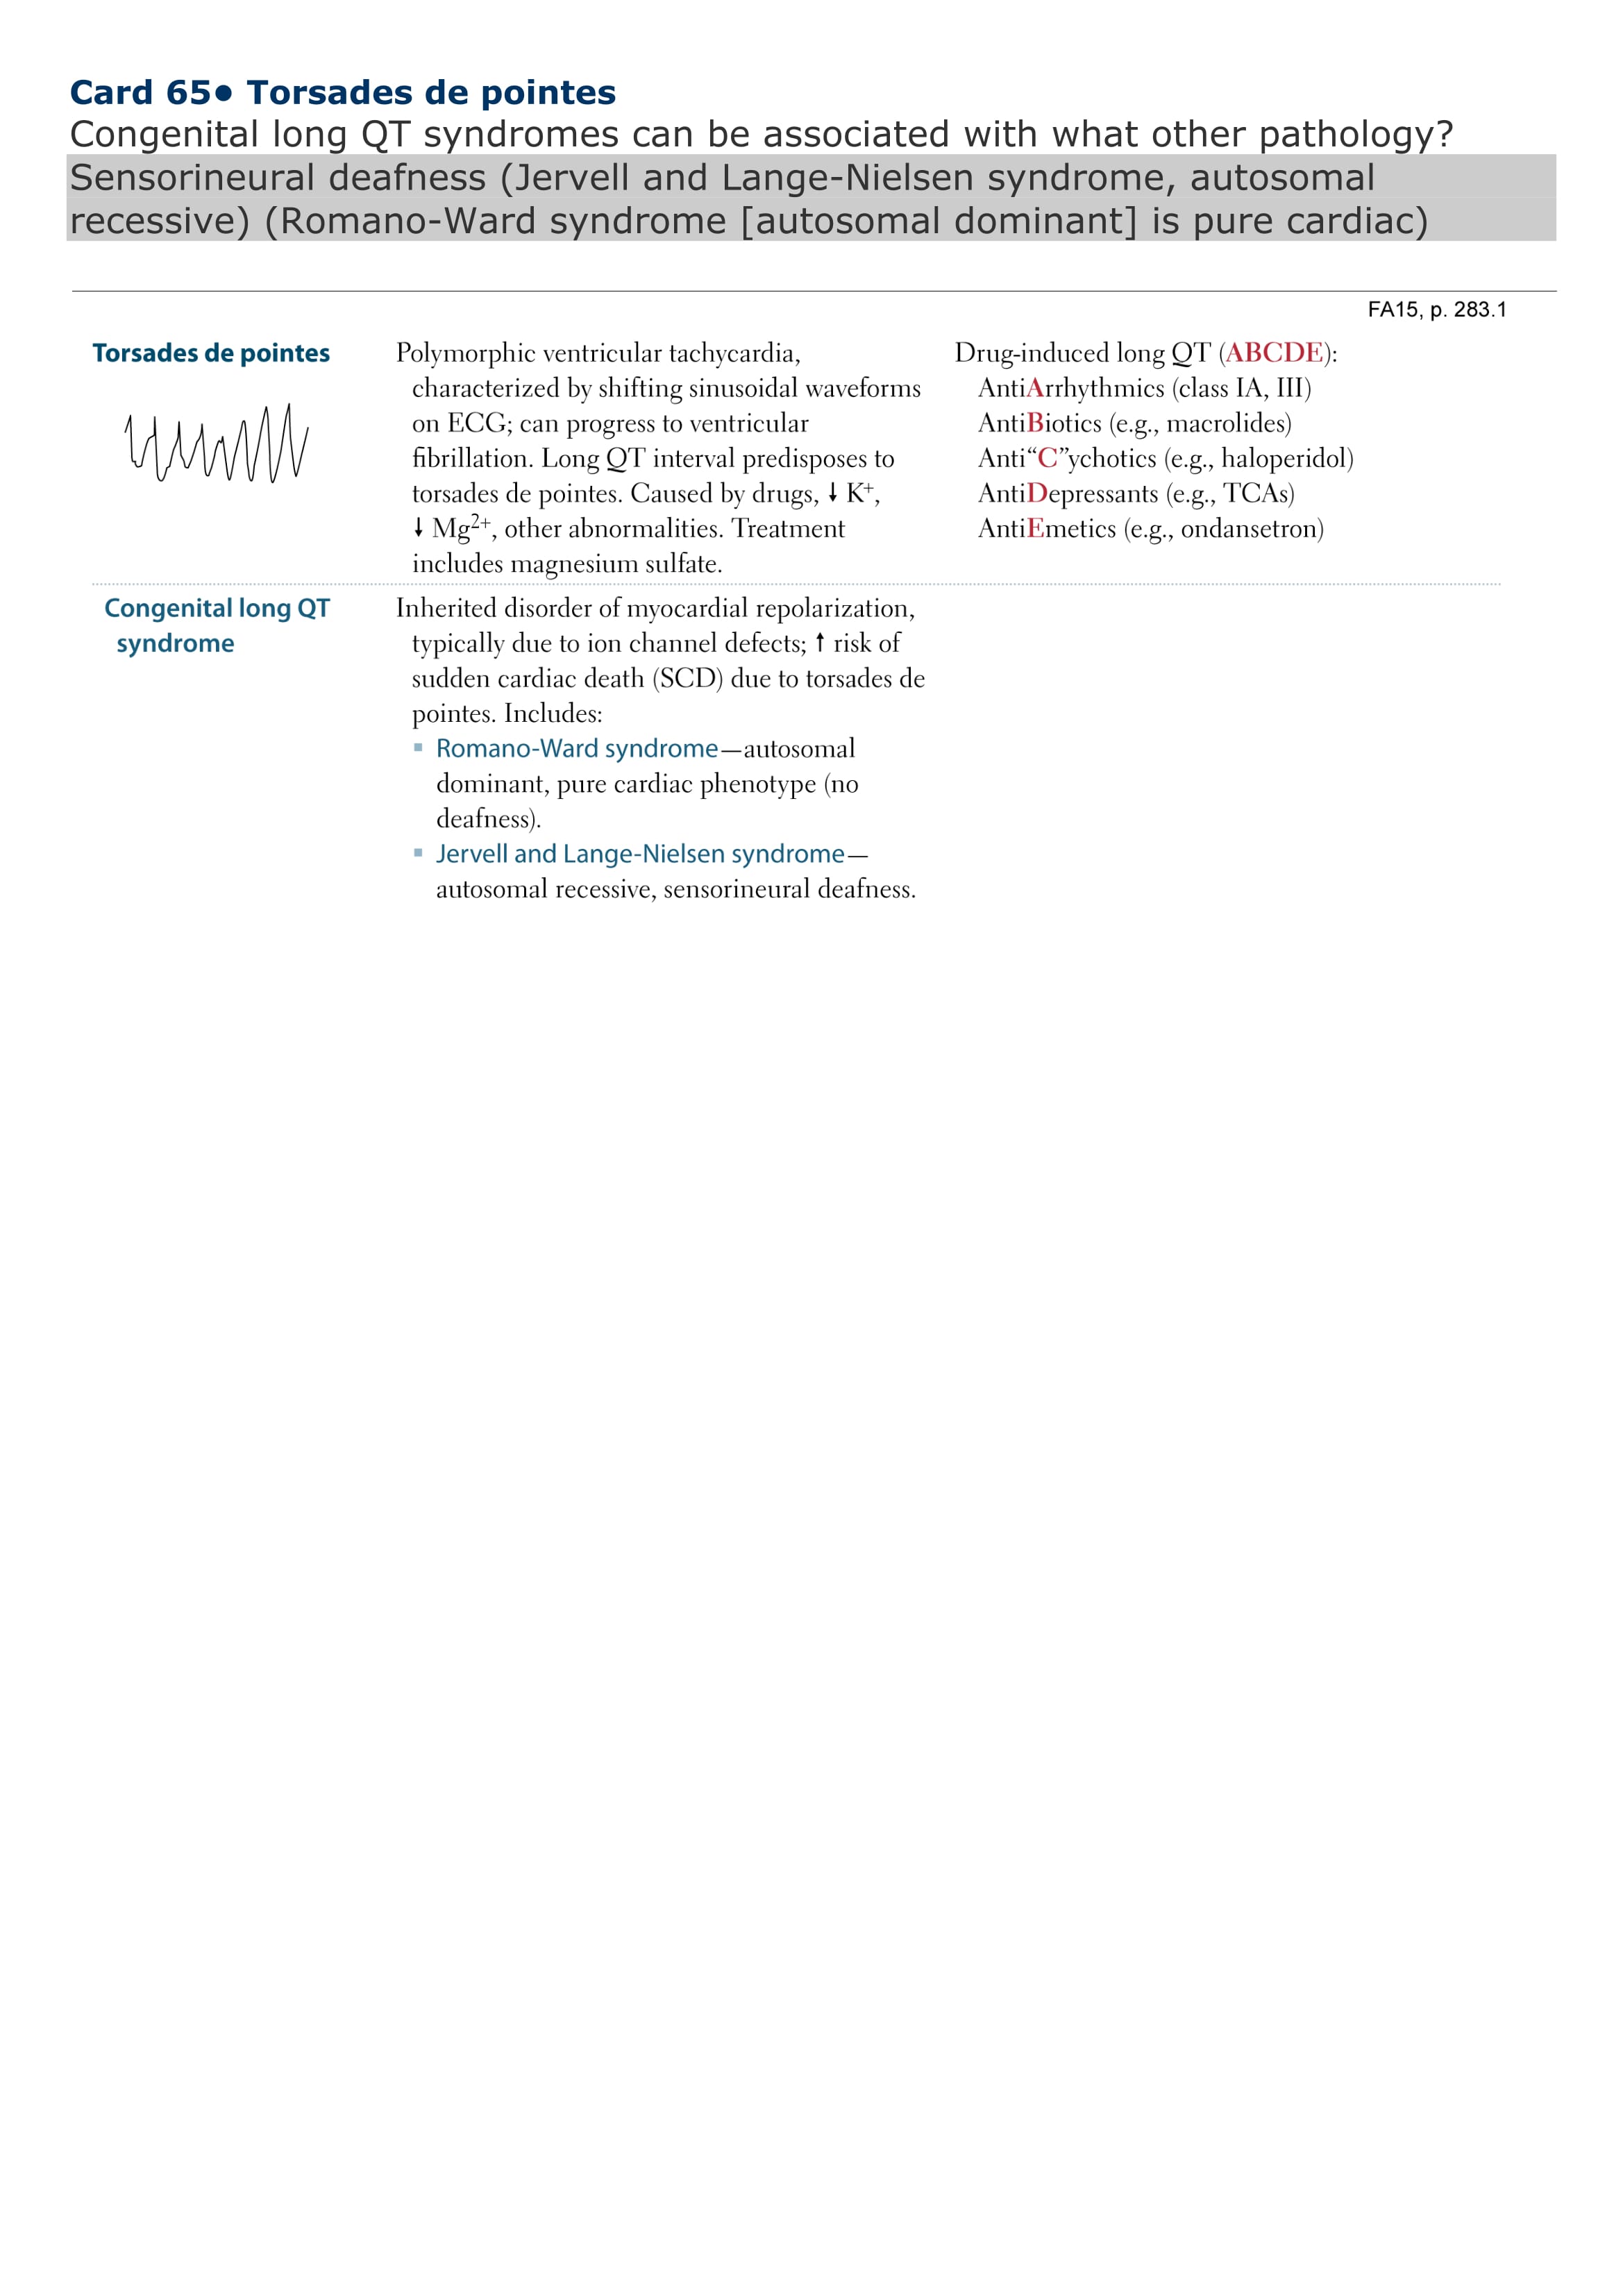 Card 65● Torsades de pointes
Congenital long QT syndromes can be associated with what other pathology?
Sensorineural deafness (Jervell and Lange-Nielsen syndrome, autosomal
recessive) (Romano-Ward syndrome [autosomal dominant] is pure cardiac)
FA15, p. 283.1
Torsades de pointes
Polymorphic ventricular tachycardia,
characterized by shifting sinusoidal waveforms
on ECG; can progress to ventricular
fibrillation. Long QT interval predisposes to
torsades de pointes. Caused by drugs, ↓ K⁺,
↓ Mg²⁺, other abnormalities. Treatment
includes magnesium sulfate.
Drug-induced long QT (ABCDE):
AntiArrhythmics (class IA, III)
AntiBiotics (e.g., macrolides)
Anti“C”ychotics (e.g., haloperidol)
AntiDepressants (e.g., TCAs)
AntiEmetics (e.g., ondansetron)
Congenital long QT
syndrome
Inherited disorder of myocardial repolarization,
typically due to ion channel defects; ↑ risk of
sudden cardiac death (SCD) due to torsades de
pointes. Includes:
▪ Romano-Ward syndrome—autosomal
dominant, pure cardiac phenotype (no
deafness).
▪ Jervell and Lange-Nielsen syndrome—
autosomal recessive, sensorineural deafness.